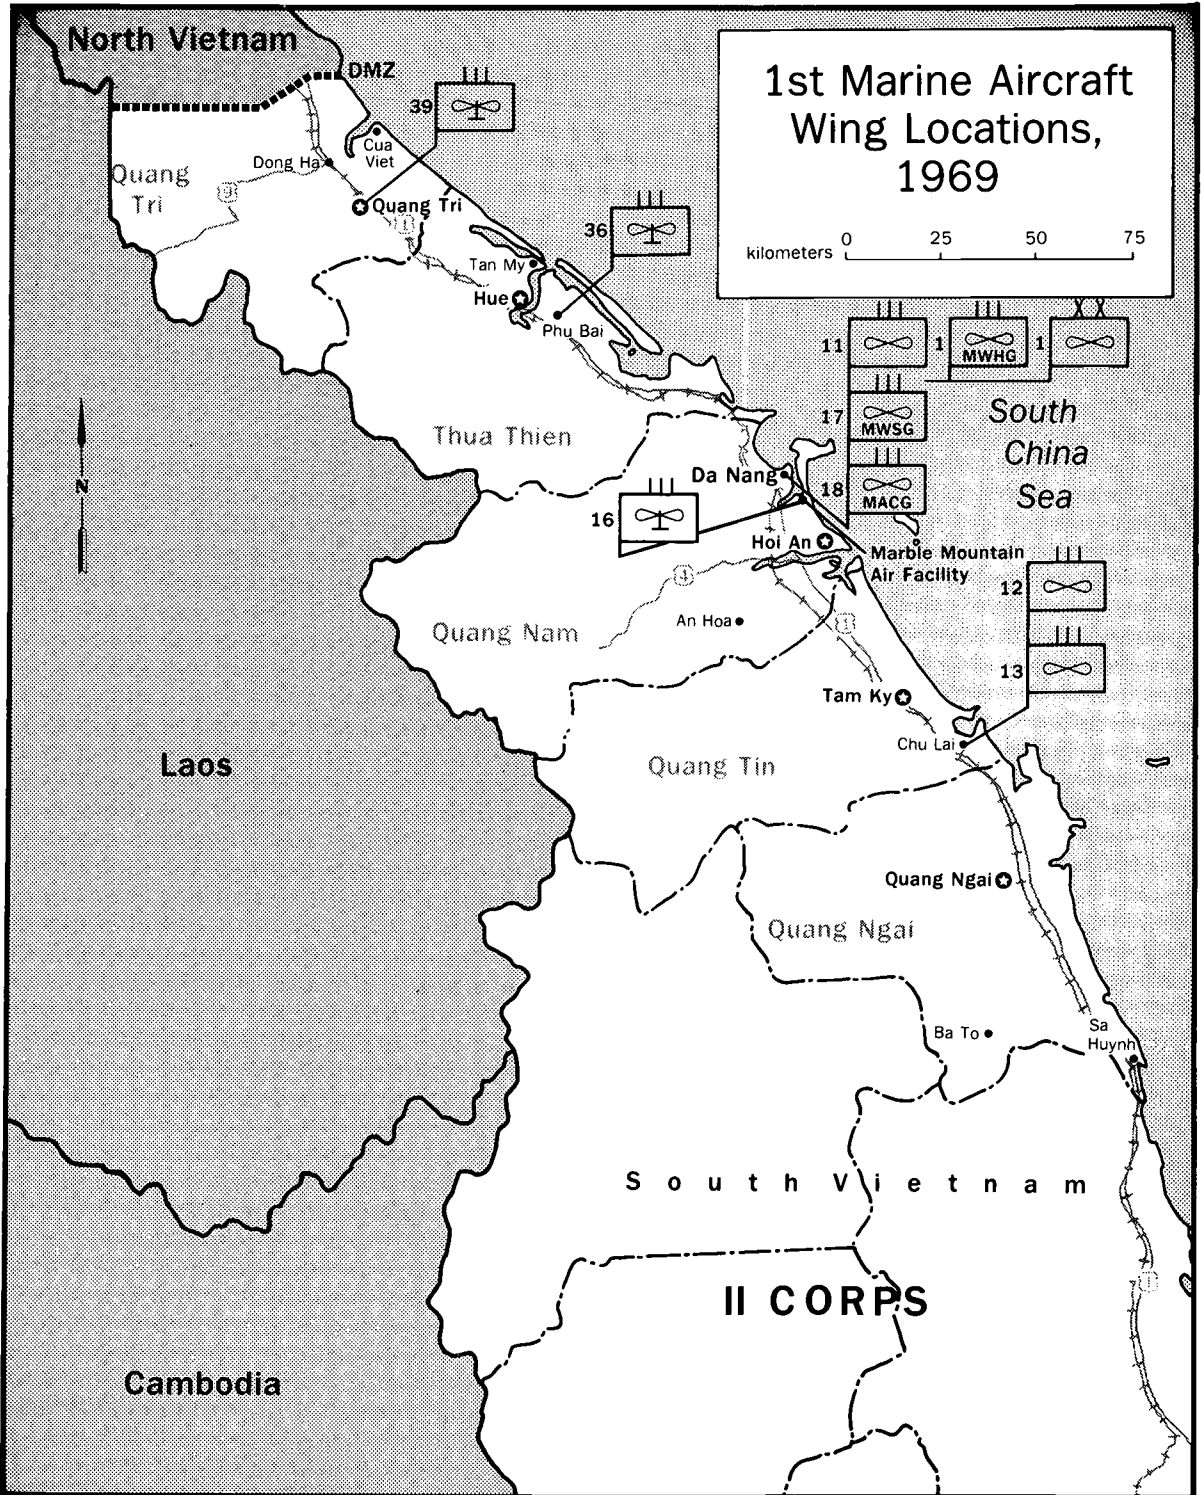 North Vietnam
DMZ
1st Marine Aircraft
Wing Locations,
1969
kilometers 0 25 50 75
39
Cua
Viet
Dong Ha
Quang
Tri
9
Quang Tri
1
36
Tan My
Hue
Phu Bai
11
1 MWHG
1
17
MWSG
South
China
Sea
Thua Thien
Da Nang
18
MACG
16
Hoi An
Marble Mountain
Air Facility
N
4
12
An Hoa
1
Quang Nam
13
Tam Ky
Chu Lai
Laos
Quang Tin
Quang Ngai
Quang Ngai
Ba To
Sa
Huynh
South Vietnam
1
II CORPS
Cambodia